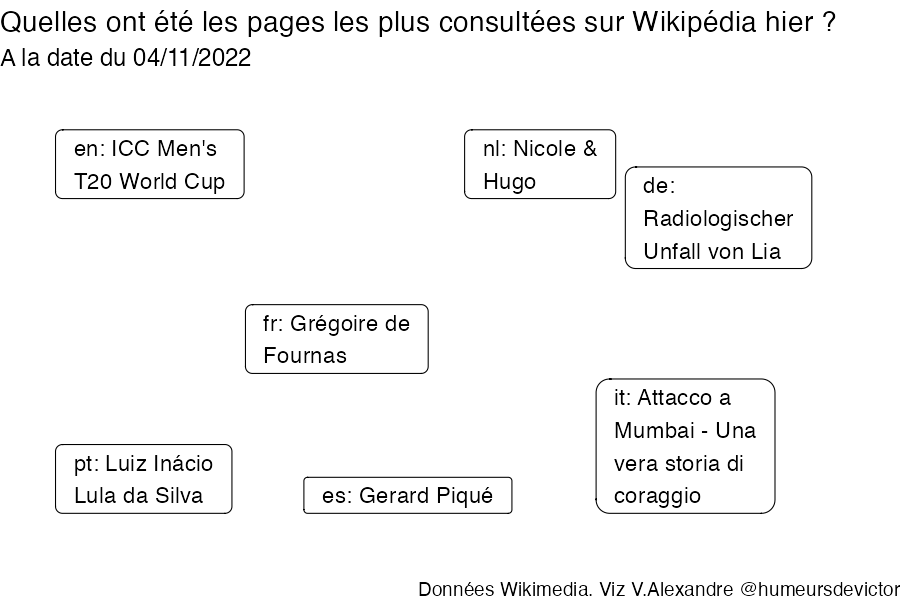 Quelles ont été les pages les plus consultées sur Wikipédia hier ?
A la date du 04/11/2022
en: ICC Men's
T20 World Cup
nl: Nicole &
Hugo
de:
Radiologischer
Unfall von Lia
fr: Grégoire de
Fournas
it: Attacco a
Mumbai - Una
vera storia di
coraggio
pt: Luiz Inácio
Lula da Silva
es: Gerard Piqué
Données Wikimedia. Viz V.Alexandre @humeursdevictor